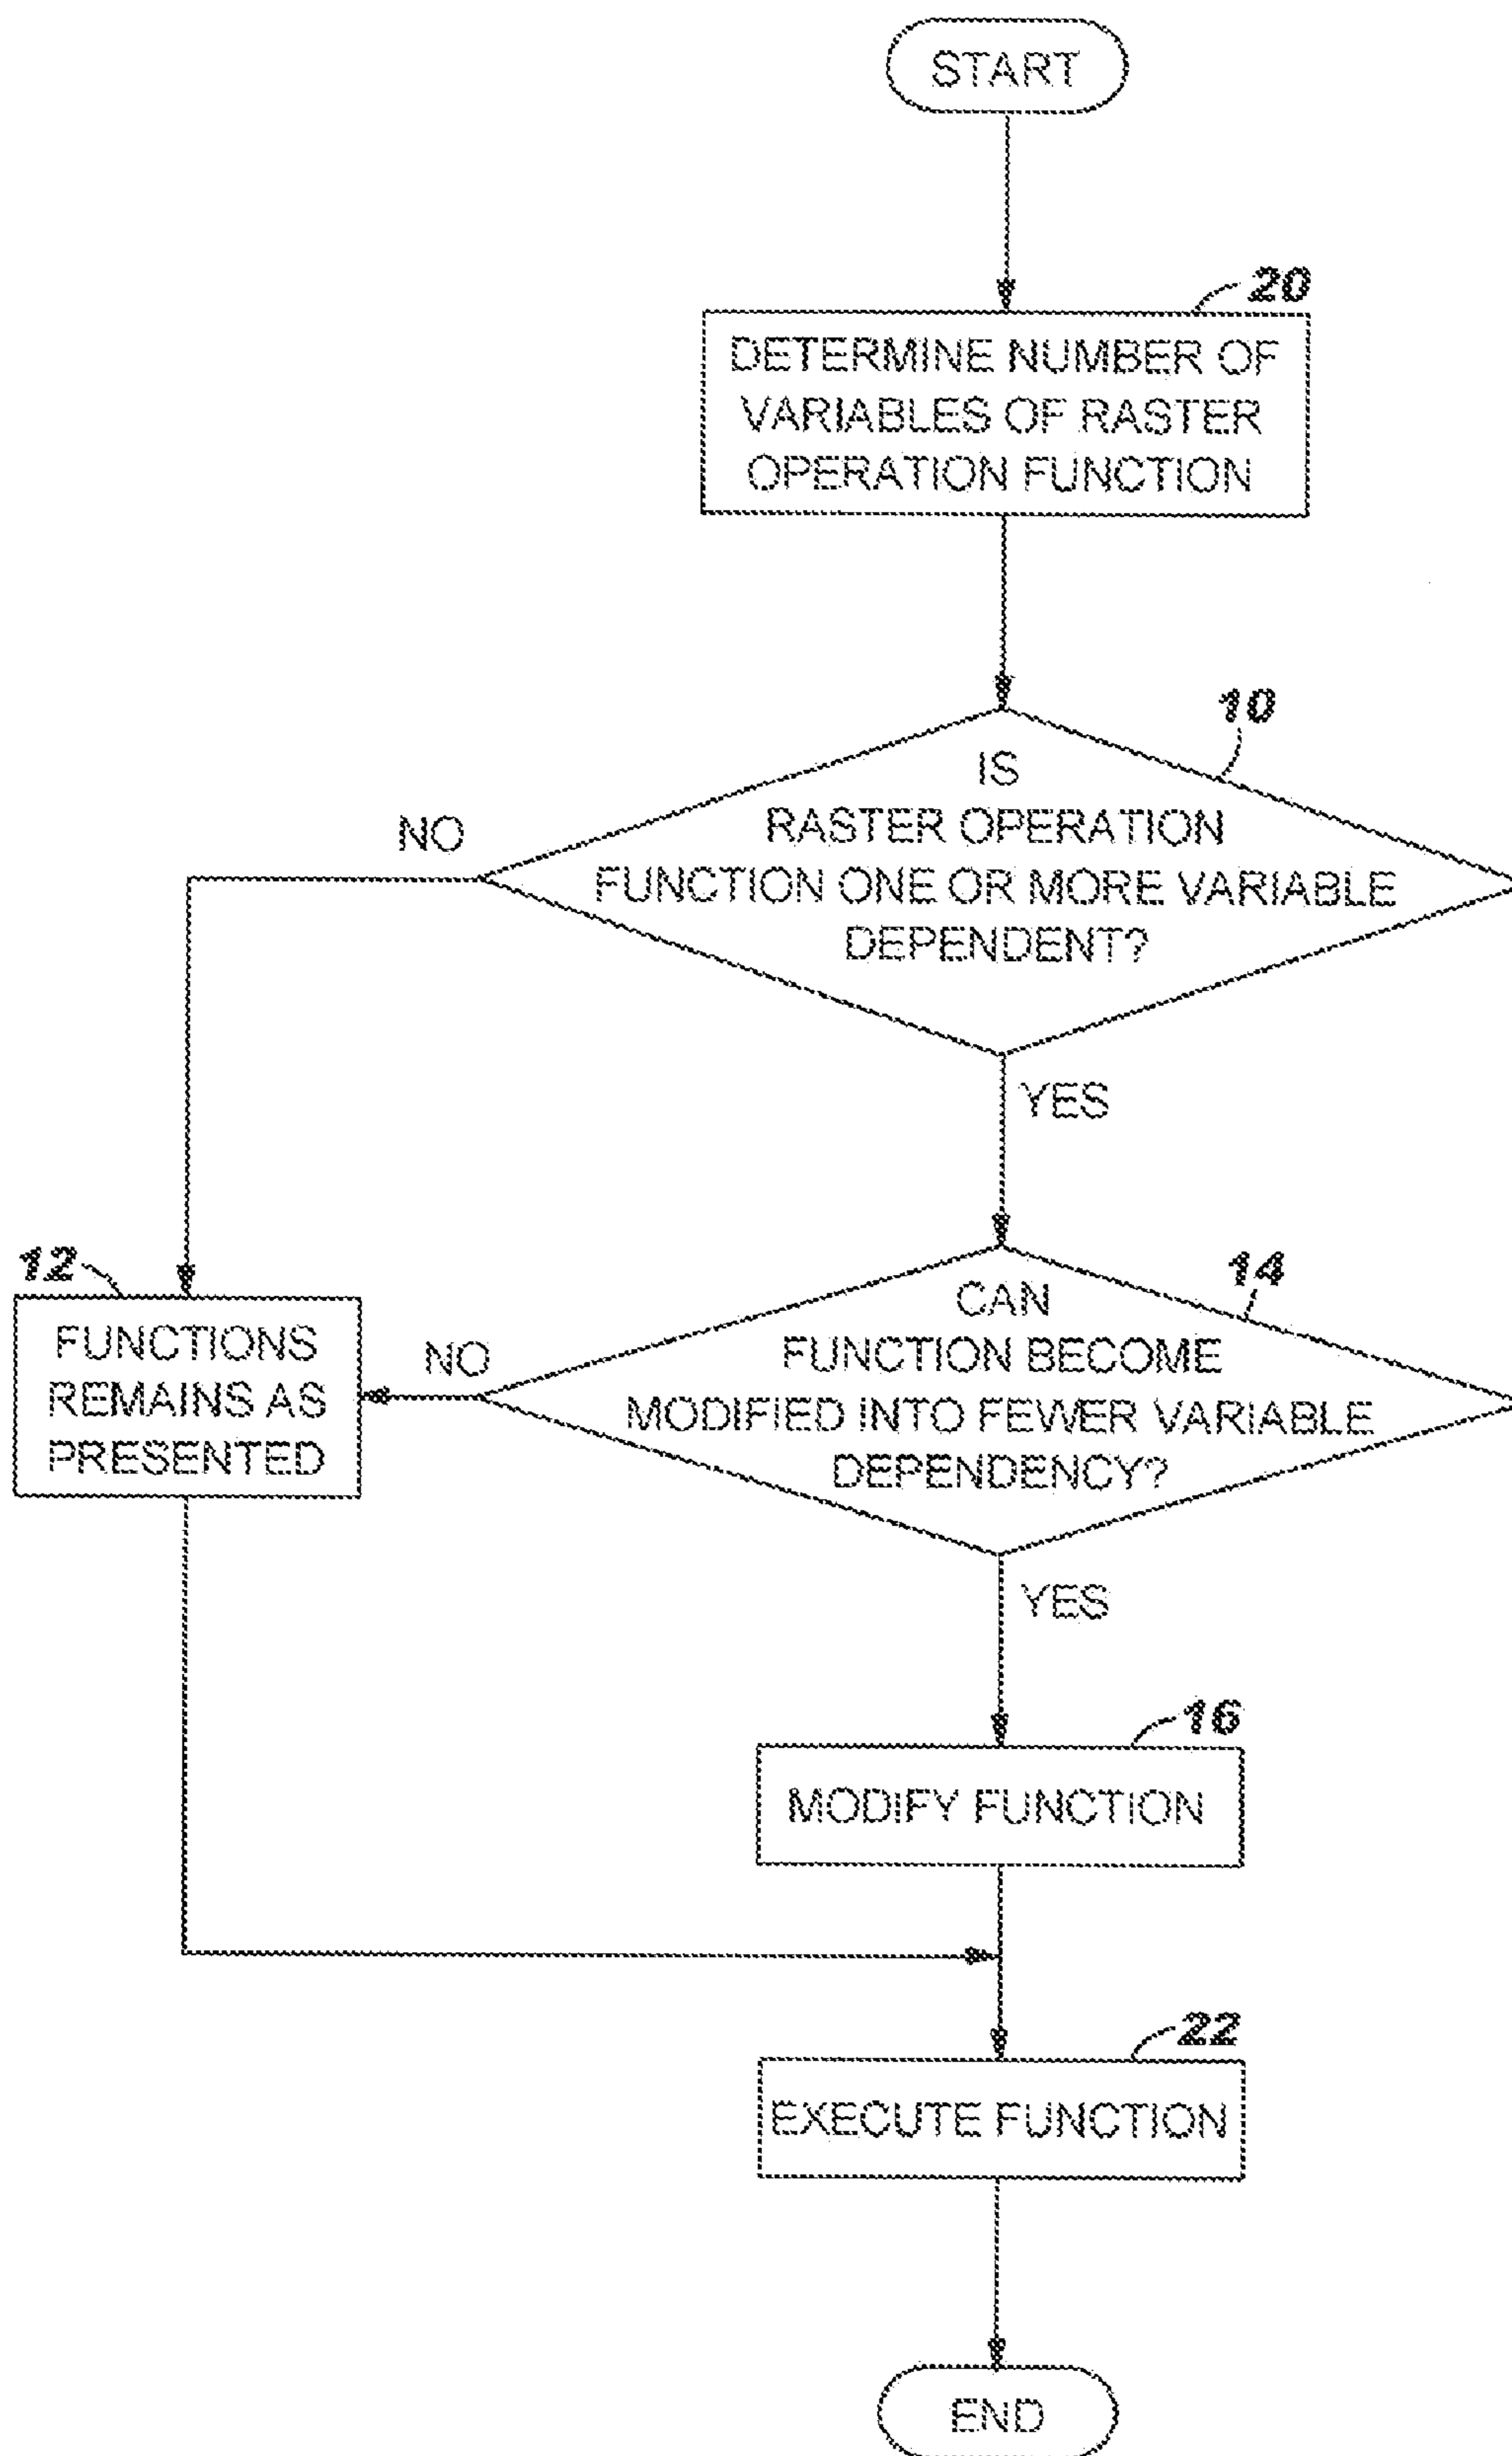 START
20
DETERMINE NUMBER OF
VARIABLES OF RASTER
OPERATION FUNCTION
10
IS
RASTER OPERATION
FUNCTION ONE OR MORE VARIABLE
DEPENDENT?
NO
YES
12
FUNCTIONS
REMAINS AS
PRESENTED
NO
14
CAN
FUNCTION BECOME
MODIFIED INTO FEWER VARIABLE
DEPENDENCY?
YES
16
MODIFY FUNCTION
22
EXECUTE FUNCTION
END